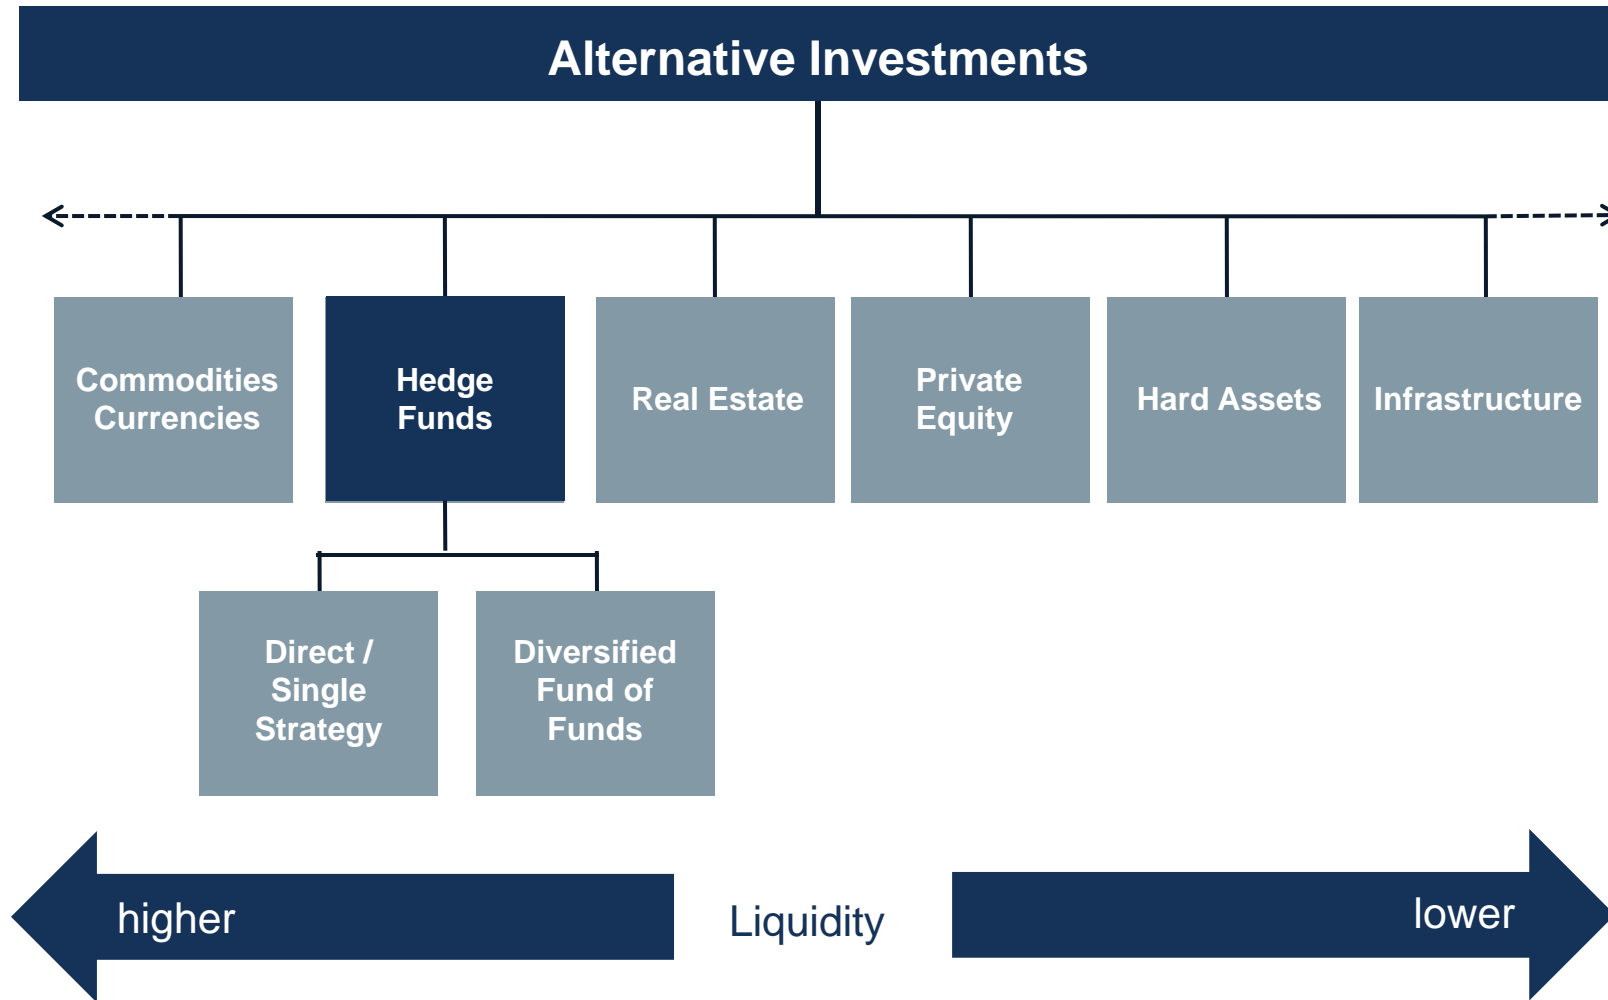 Alternative Investments
Commodities
Currencies
Hedge
Funds
Real Estate
Private
Equity
Hard Assets
Infrastructure
Direct /
Single
Strategy
Diversified
Fund of
Funds
higher
Liquidity
lower